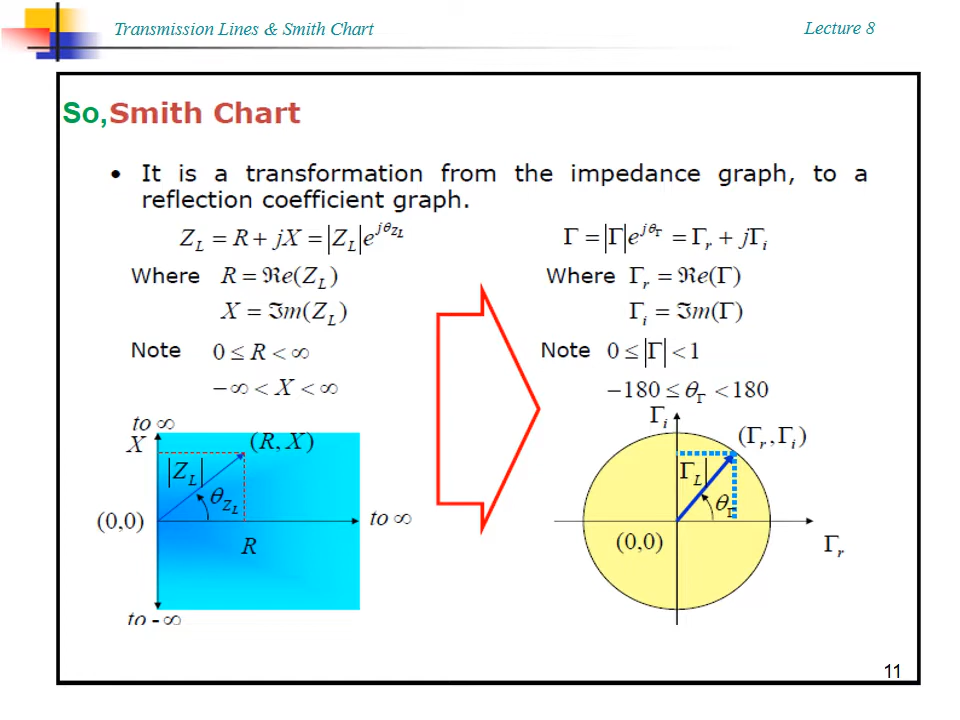 Transmission Lines & Smith Chart
Lecture 8
So,Smith Chart
• It is a transformation from the impedance graph, to a
reflection coefficient graph.
Z_L = R + jX = |Z_L| e^{jθ_{Z_L}}
Where R = ℜe(Z_L)
X = ℑm(Z_L)
Note 0 ≤ R < ∞
−∞ < X < ∞
Γ = |Γ| e^{jθ_Γ} = Γ_r + jΓ_i
Where Γ_r = ℜe(Γ)
Γ_i = ℑm(Γ)
Note 0 ≤ |Γ| < 1
−180 ≤ θ_Γ < 180
to ∞
X
(R, X)
|Z_L|
θ_{Z_L}
(0,0)
to ∞
R
to - ∞
Γ_i
(Γ_r, Γ_i)
|Γ_L|
θ_Γ
(0,0)
Γ_r
11